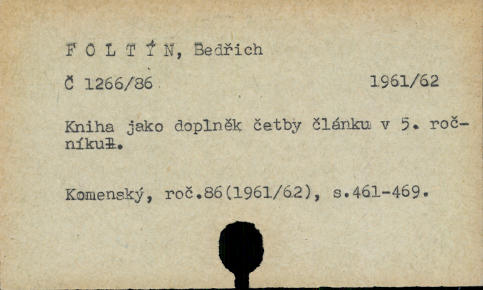 F O L T Ý N, Bedřich
Č 1266/86 1961/62
Kniha jako doplněk četby článku v 5. roč-
níku.
Komenský, roč.86(1961/62), s.461-469.